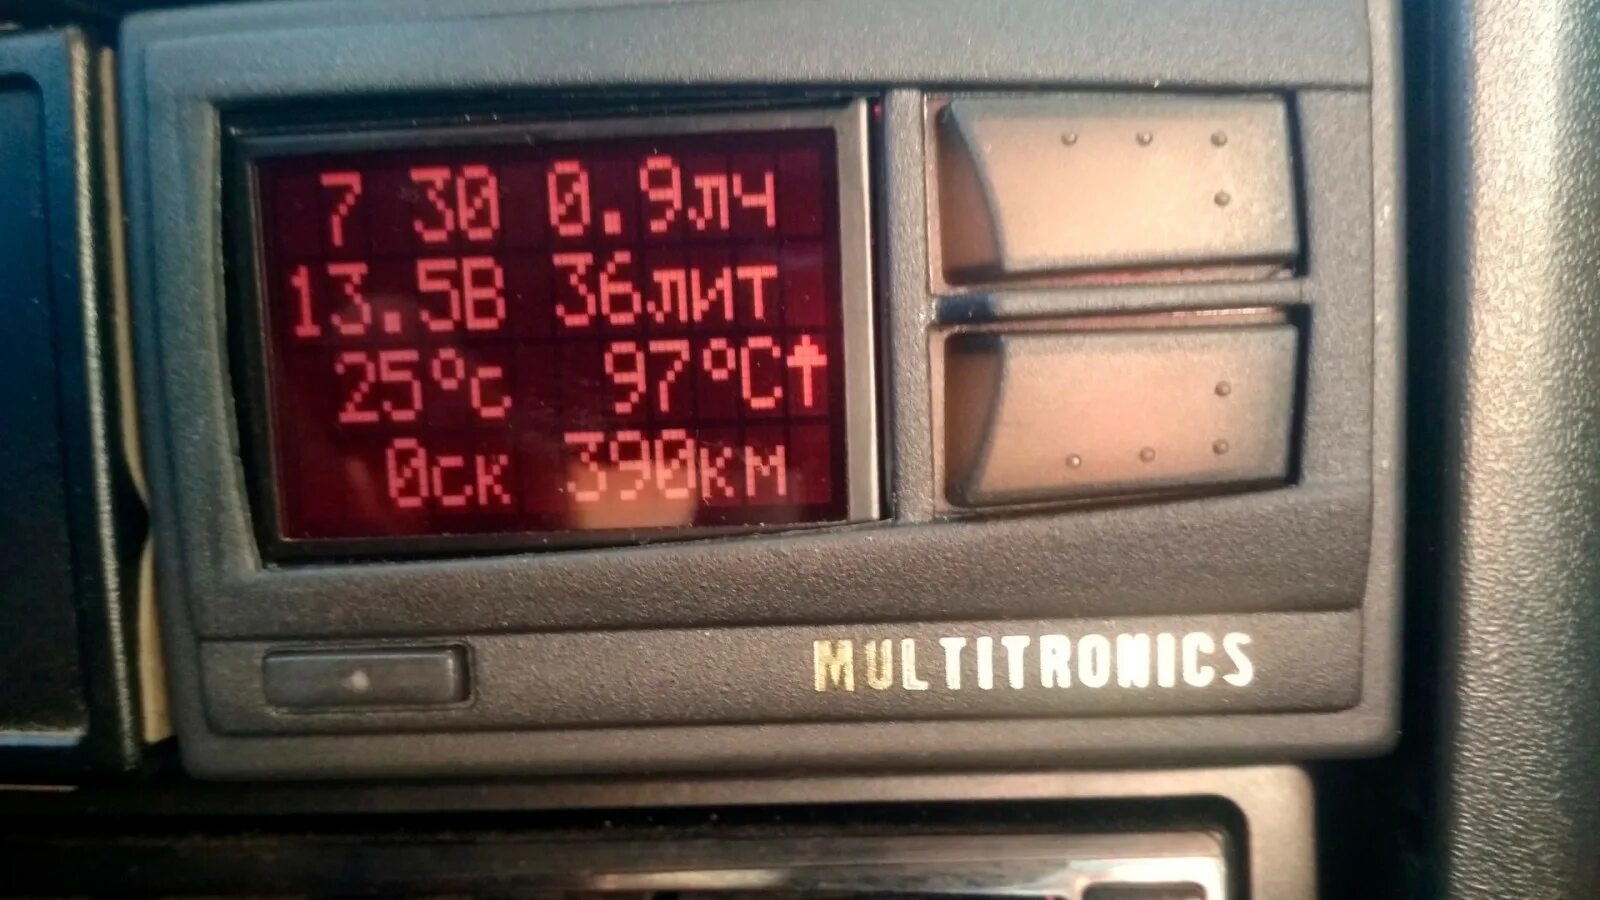 7 30 0.9лч
13.5В 36лит
25°с 97°С↑
0ск 390км
MULTITRONICS